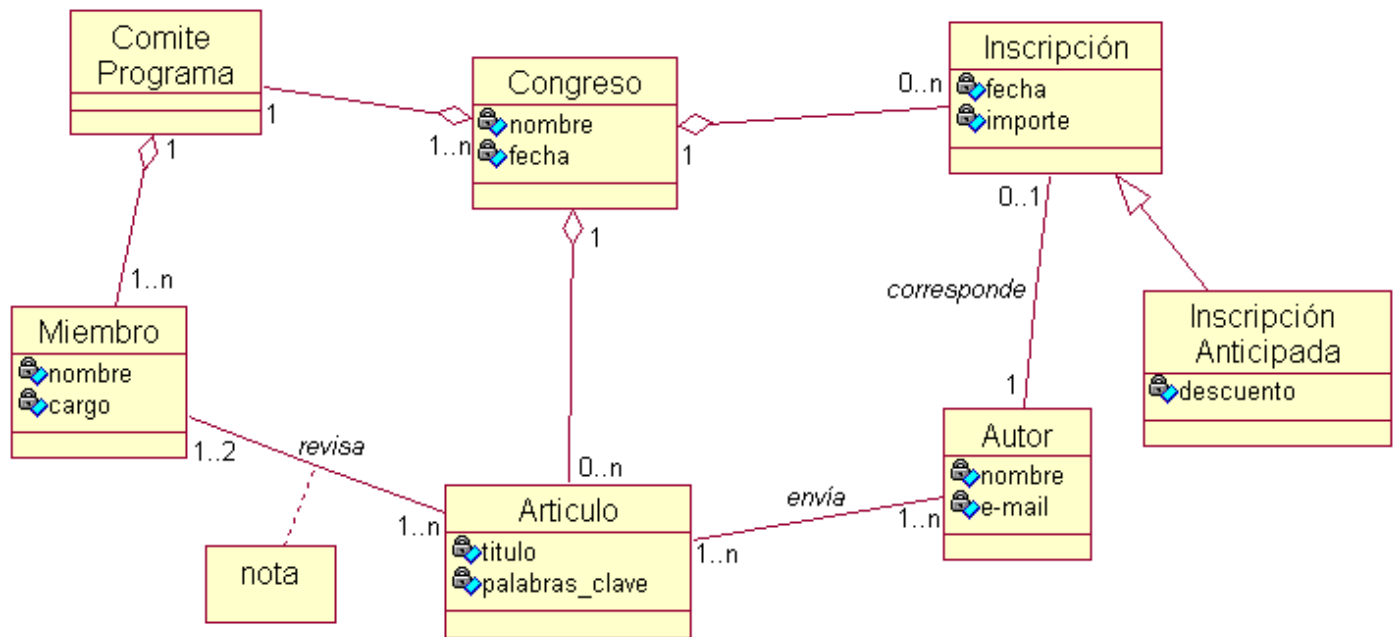 Comite
Programa
1
1
Congreso
nombre
fecha
1..n
1
1
Inscripción
fecha
importe
0..n
0..1
corresponde
1
Inscripción
Anticipada
descuento
1..n
Miembro
nombre
cargo
1..2
revisa
nota
0..n
1..n
Articulo
titulo
palabras_clave
1..n
envía
1..n
Autor
nombre
e-mail